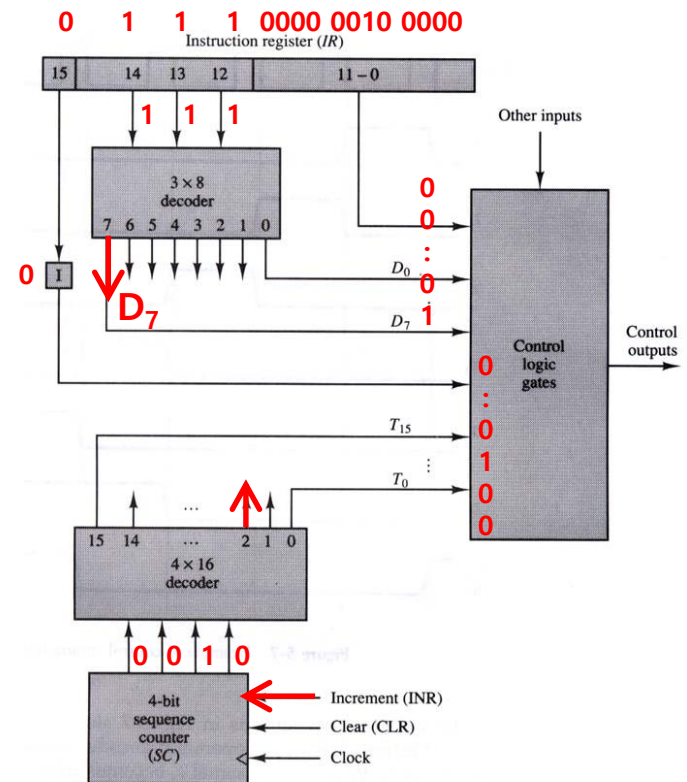 0 1 1 1 0000 0010 0000
Instruction register (IR)
15 14 13 12 11 – 0
1 1 1
Other inputs
3 × 8
decoder
7 6 5 4 3 2 1 0
0
0
:
0
1
D0
D7
0 I
D7
Control
logic
gates
Control
outputs
0
:
0
1
0
0
T15
⋮
T0
...
15 14 ... 2 1 0
4 × 16
decoder
0 0 1 0
4-bit
sequence
counter
(SC)
Increment (INR)
Clear (CLR)
Clock